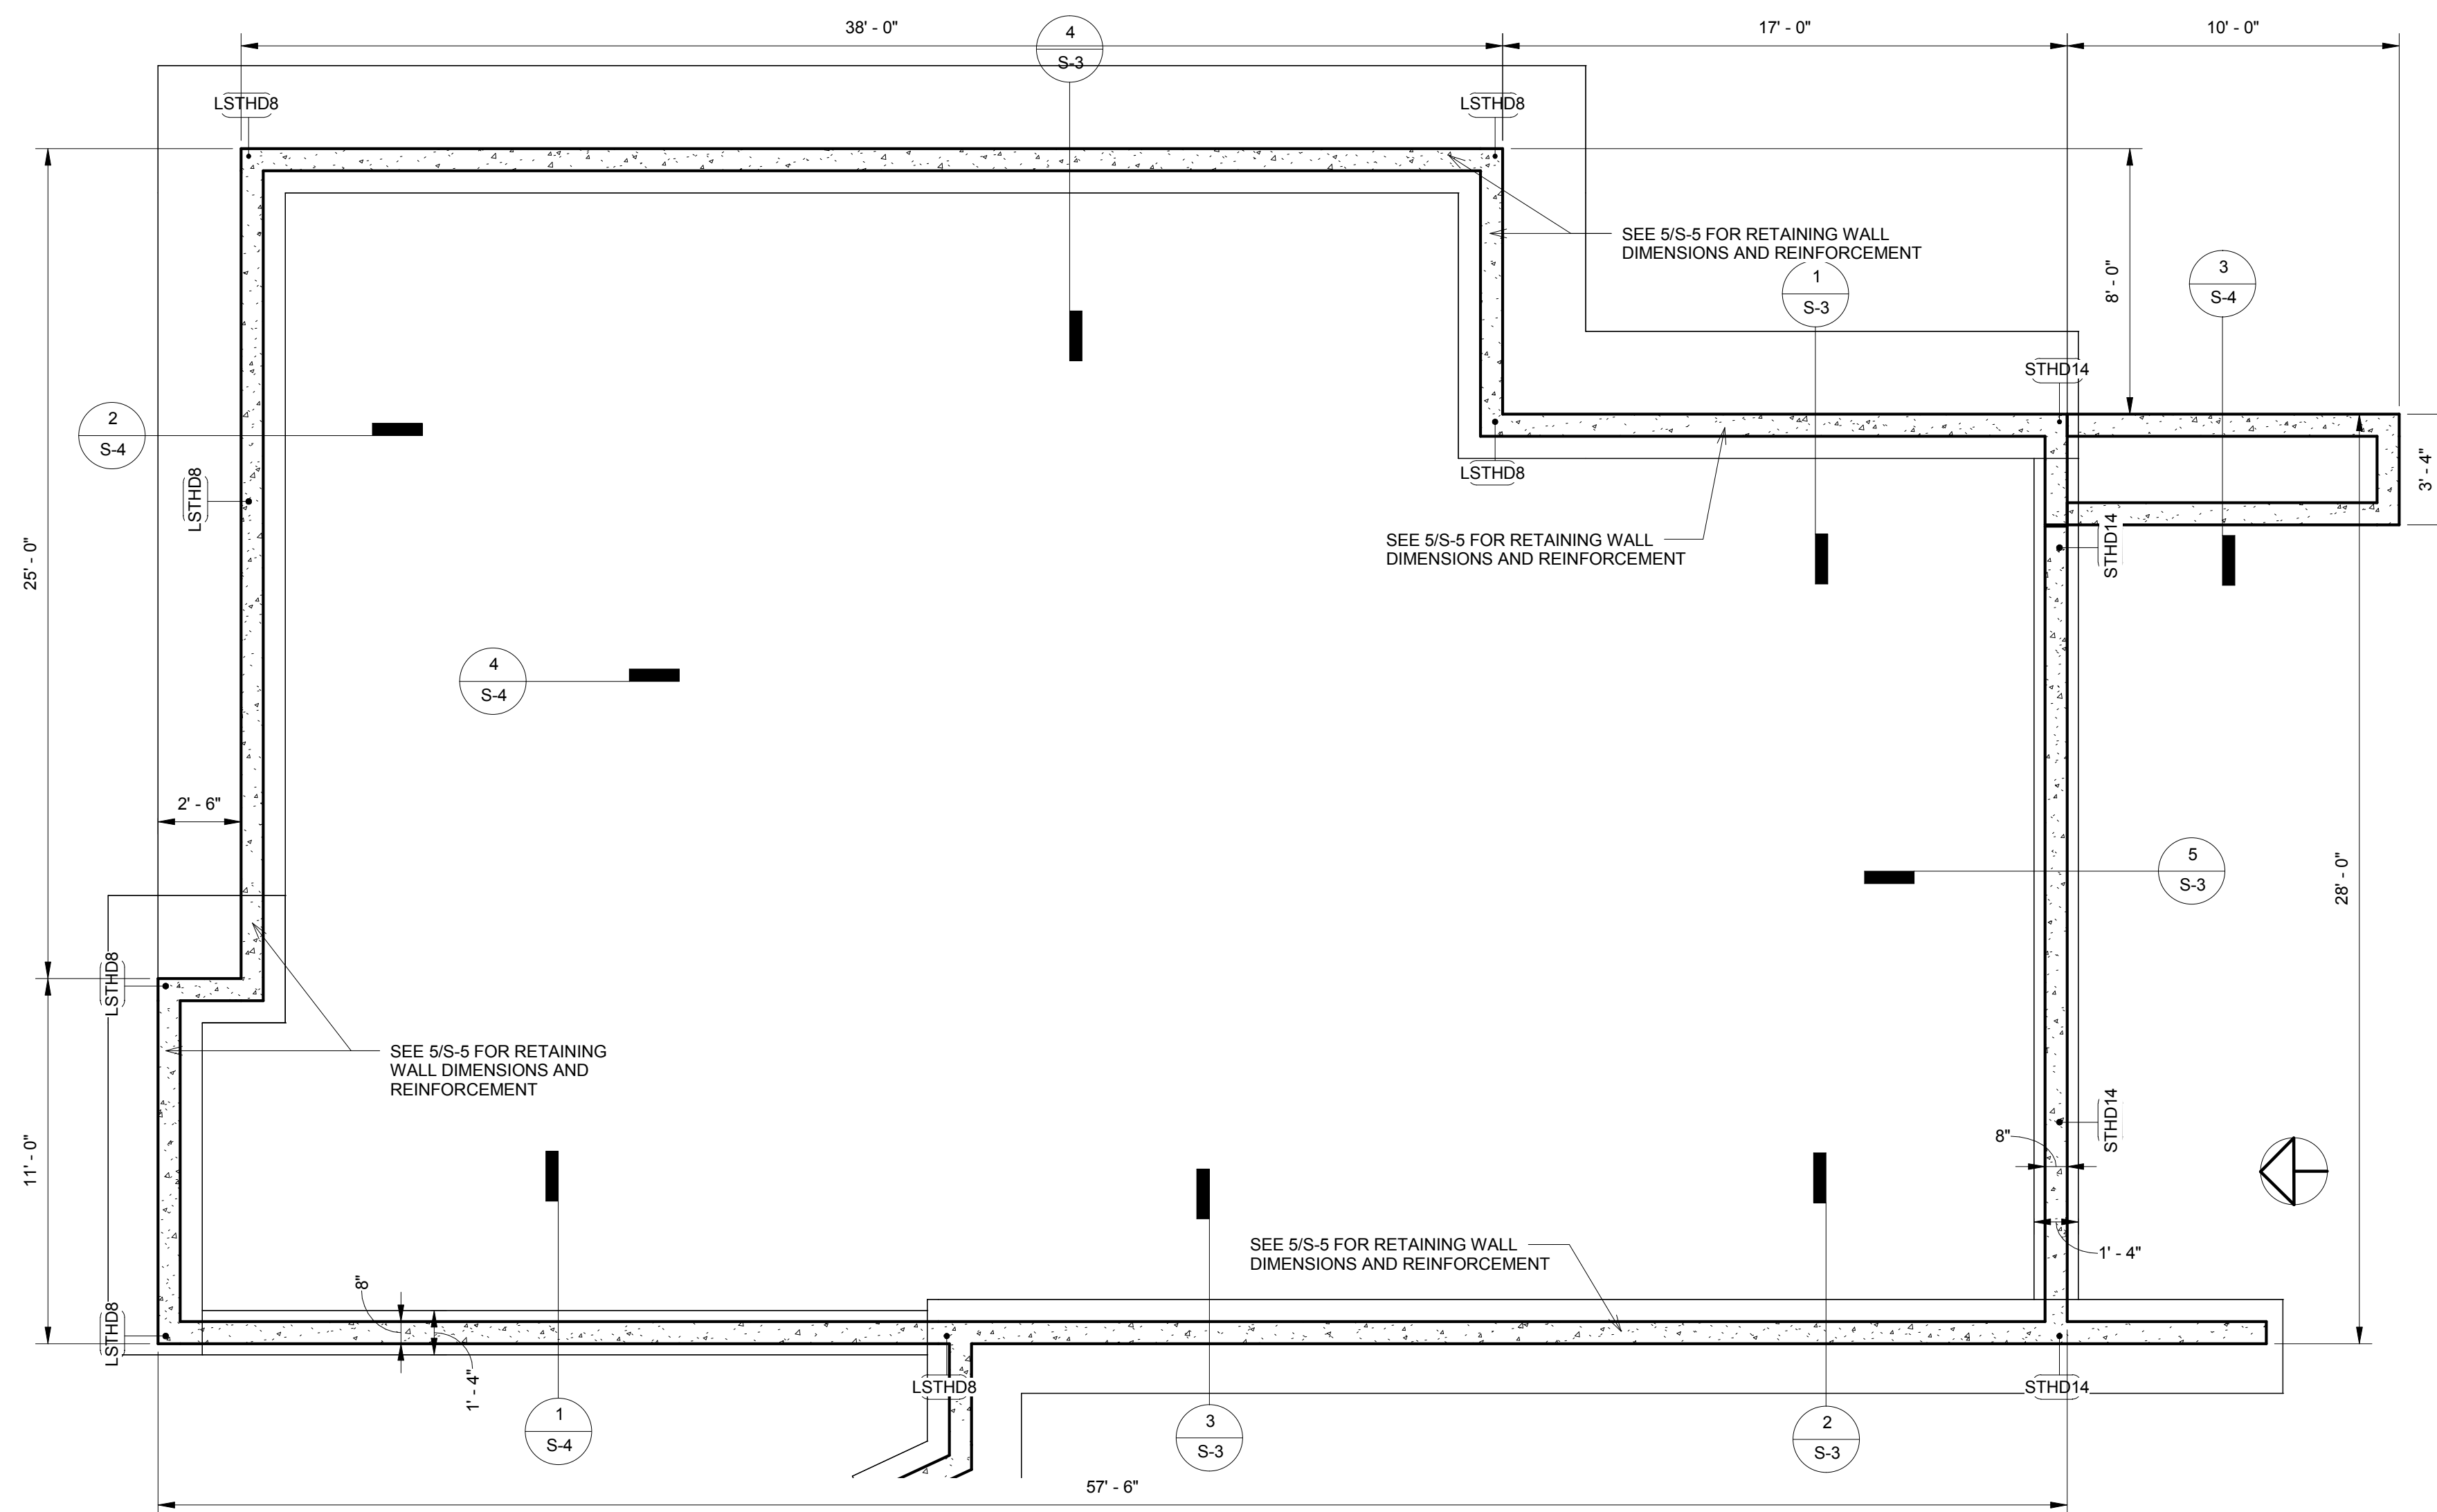 38' - 0"
17' - 0"
10' - 0"
4
S-3
LSTHD8
LSTHD8
SEE 5/S-5 FOR RETAINING WALL
DIMENSIONS AND REINFORCEMENT
1
S-3
8' - 0"
3
S-4
STHD14
2
S-4
LSTHD8
LSTHD8
3' - 4"
SEE 5/S-5 FOR RETAINING WALL
DIMENSIONS AND REINFORCEMENT
STHD14
25' - 0"
4
S-4
2' - 6"
5
S-3
28' - 0"
LSTHD8
SEE 5/S-5 FOR RETAINING
WALL DIMENSIONS AND
REINFORCEMENT
11' - 0"
STHD14
8"
1' - 4"
SEE 5/S-5 FOR RETAINING WALL
DIMENSIONS AND REINFORCEMENT
8"
LSTHD8
1' - 4"
LSTHD8
STHD14
1
S-4
3
S-3
2
S-3
57' - 6"